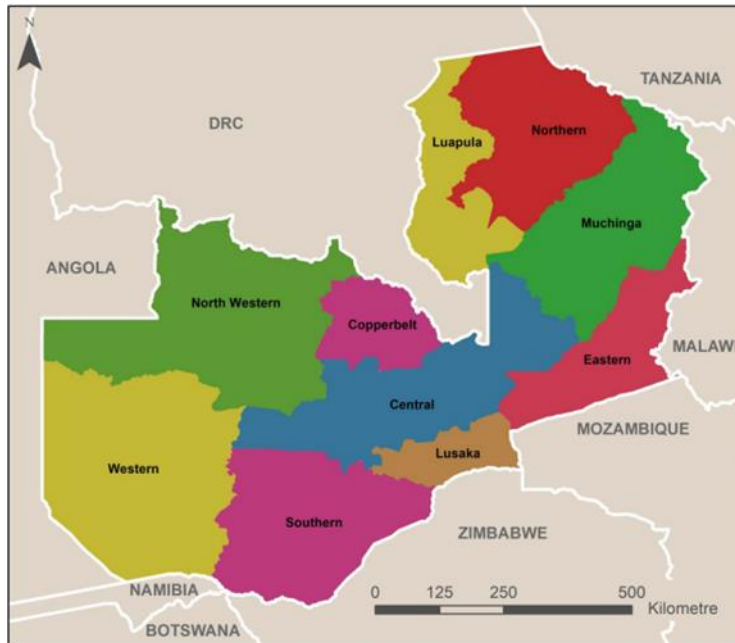 N
TANZANIA
DRC
Northern
Luapula
Muchinga
ANGOLA
North Western
Copperbelt
MALAWI
Eastern
Central
MOZAMBIQUE
Lusaka
Western
Southern
ZIMBABWE
NAMIBIA
0 125 250 500
Kilometre
BOTSWANA